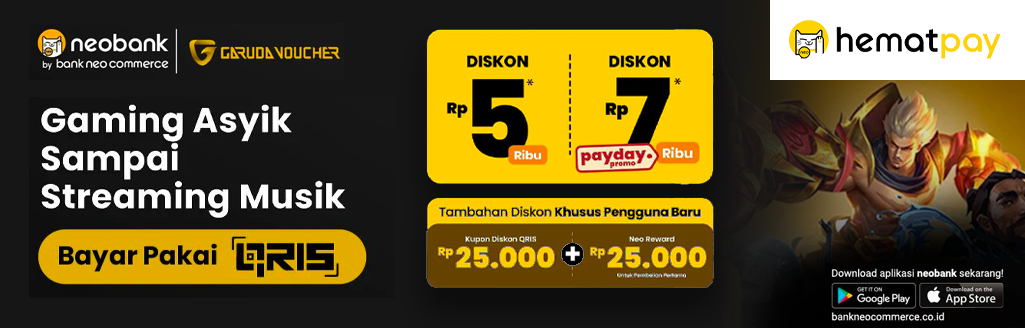 neobank
by bank neo commerce
GARUDAVOUCHER
Gaming Asyik
Sampai
Streaming Musik
Bayar Pakai QRIS
DISKON
Rp 5*
Ribu
DISKON
Rp 7*
payday
promo
Ribu
Tambahan Diskon Khusus Pengguna Baru
Kupon Diskon QRIS
Rp 25.000
+
Neo Reward
Rp 25.000
Untuk Pembelian Pertama
neo
hematpay
Download aplikasi neobank sekarang!
GET IT ON
Google Play
Download on the
App Store
bankneocommerce.co.id